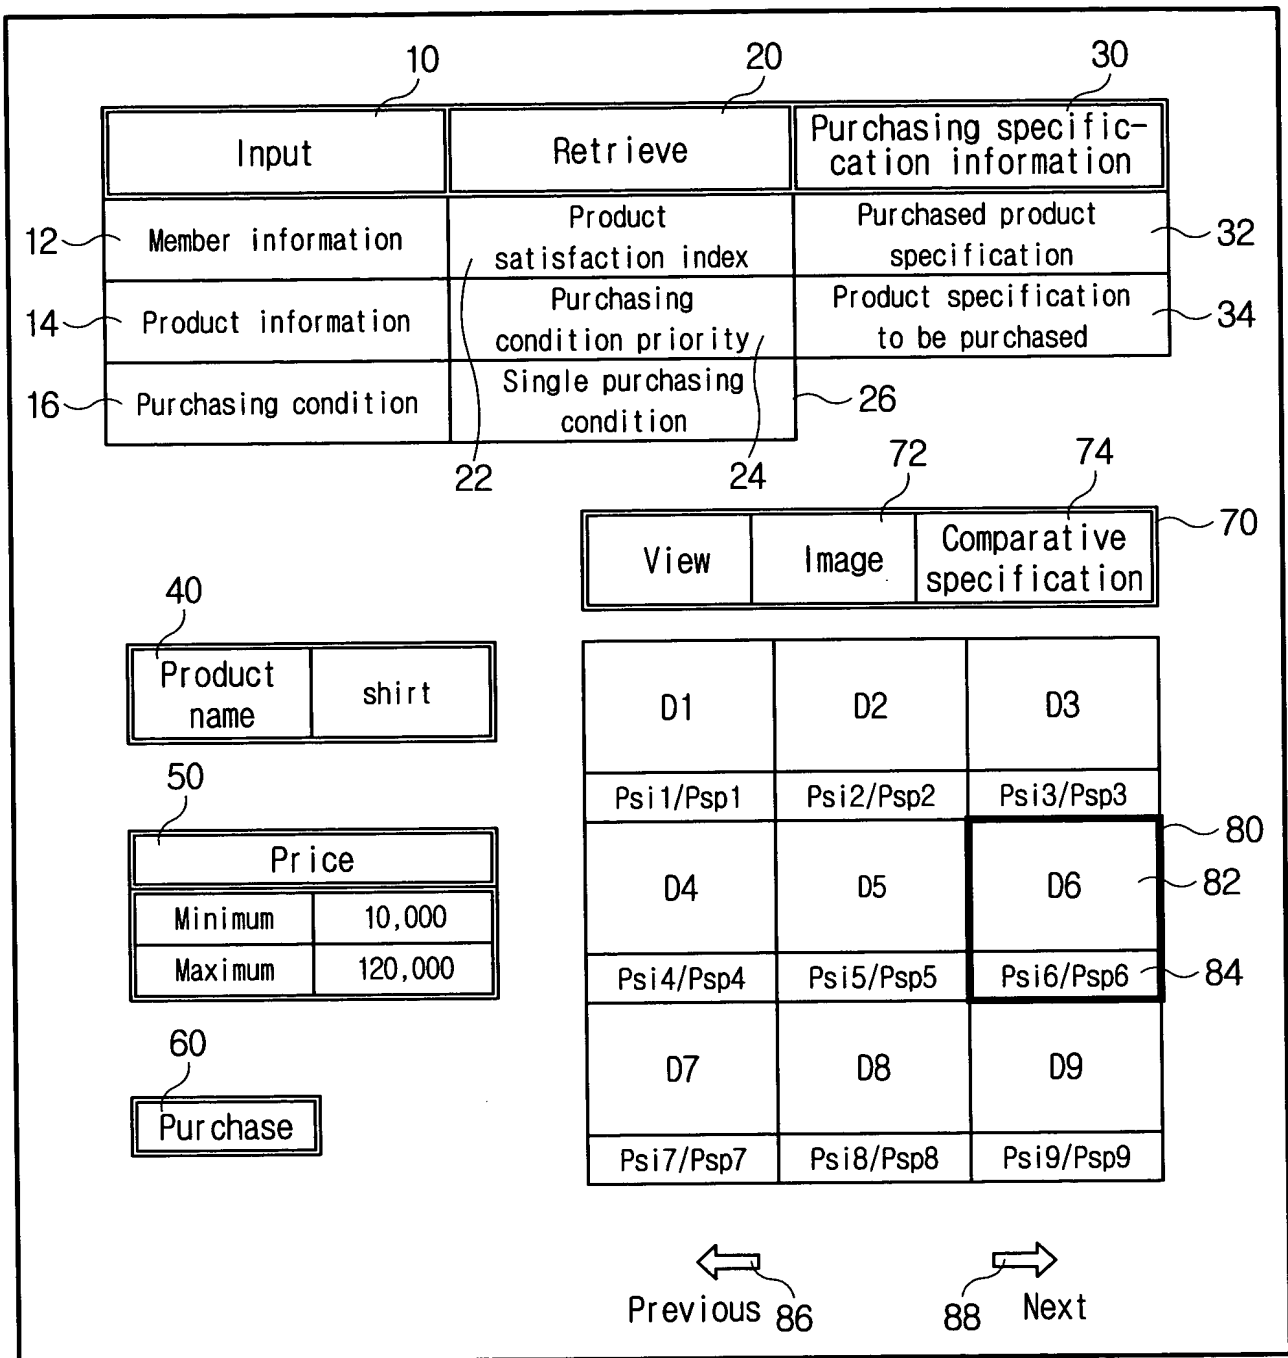 10
20
30
Input
Retrieve
Purchasing specific-
cation information
12
Member information
Product
satisfaction index
Purchased product
specification
32
14
Product information
Purchasing
condition priority
Product specification
to be purchased
34
16
Purchasing condition
Single purchasing
condition
26
22
24
72
74
View
Image
Comparative
specification
70
40
Product
name
shirt
50
Price
Minimum
10,000
Maximum
120,000
60
Purchase
D1
D2
D3
Psi1/Psp1
Psi2/Psp2
Psi3/Psp3
80
D4
D5
D6
82
Psi4/Psp4
Psi5/Psp5
Psi6/Psp6
84
D7
D8
D9
Psi7/Psp7
Psi8/Psp8
Psi9/Psp9
Previous
86
88
Next